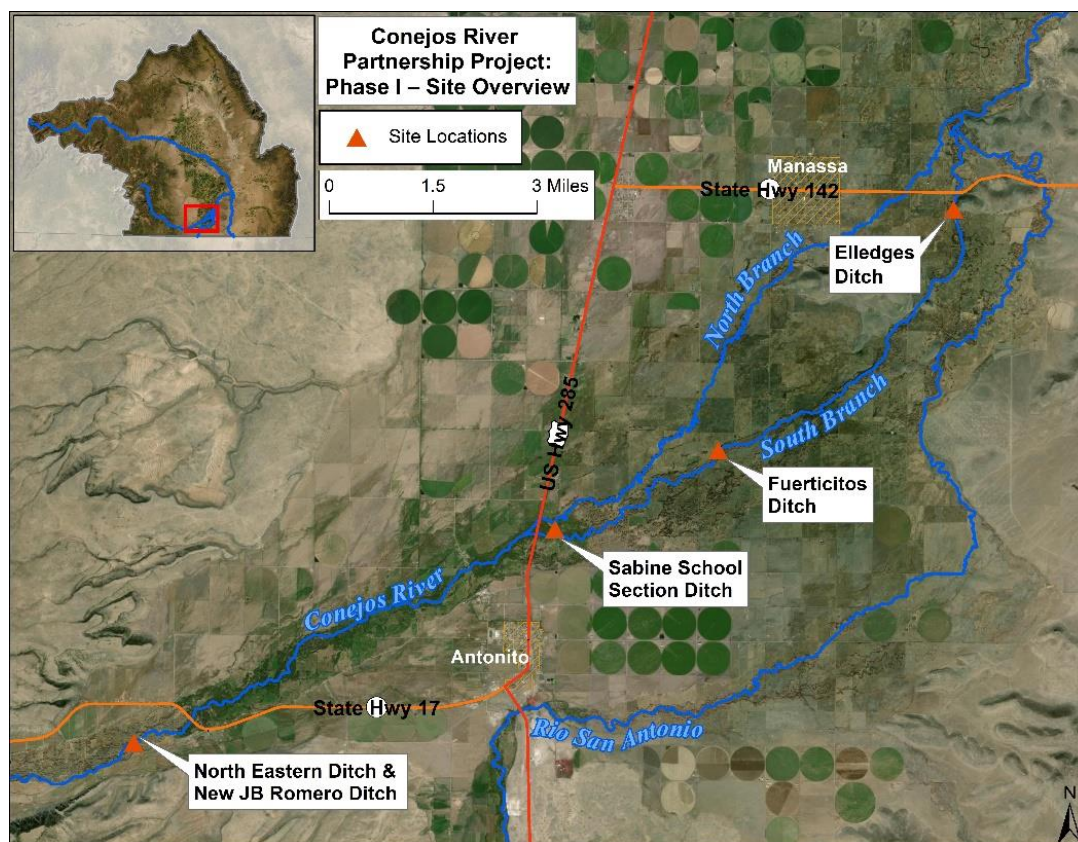 Conejos River
Partnership Project:
Phase I – Site Overview
Site Locations
0 1.5 3 Miles
Manassa
State Hwy 142
Elledges
Ditch
North Branch
US Hwy 285
South Branch
Fuerticitos
Ditch
Sabine School
Section Ditch
Conejos River
Antonito
State Hwy 17
Rio San Antonio
North Eastern Ditch &
New JB Romero Ditch
N